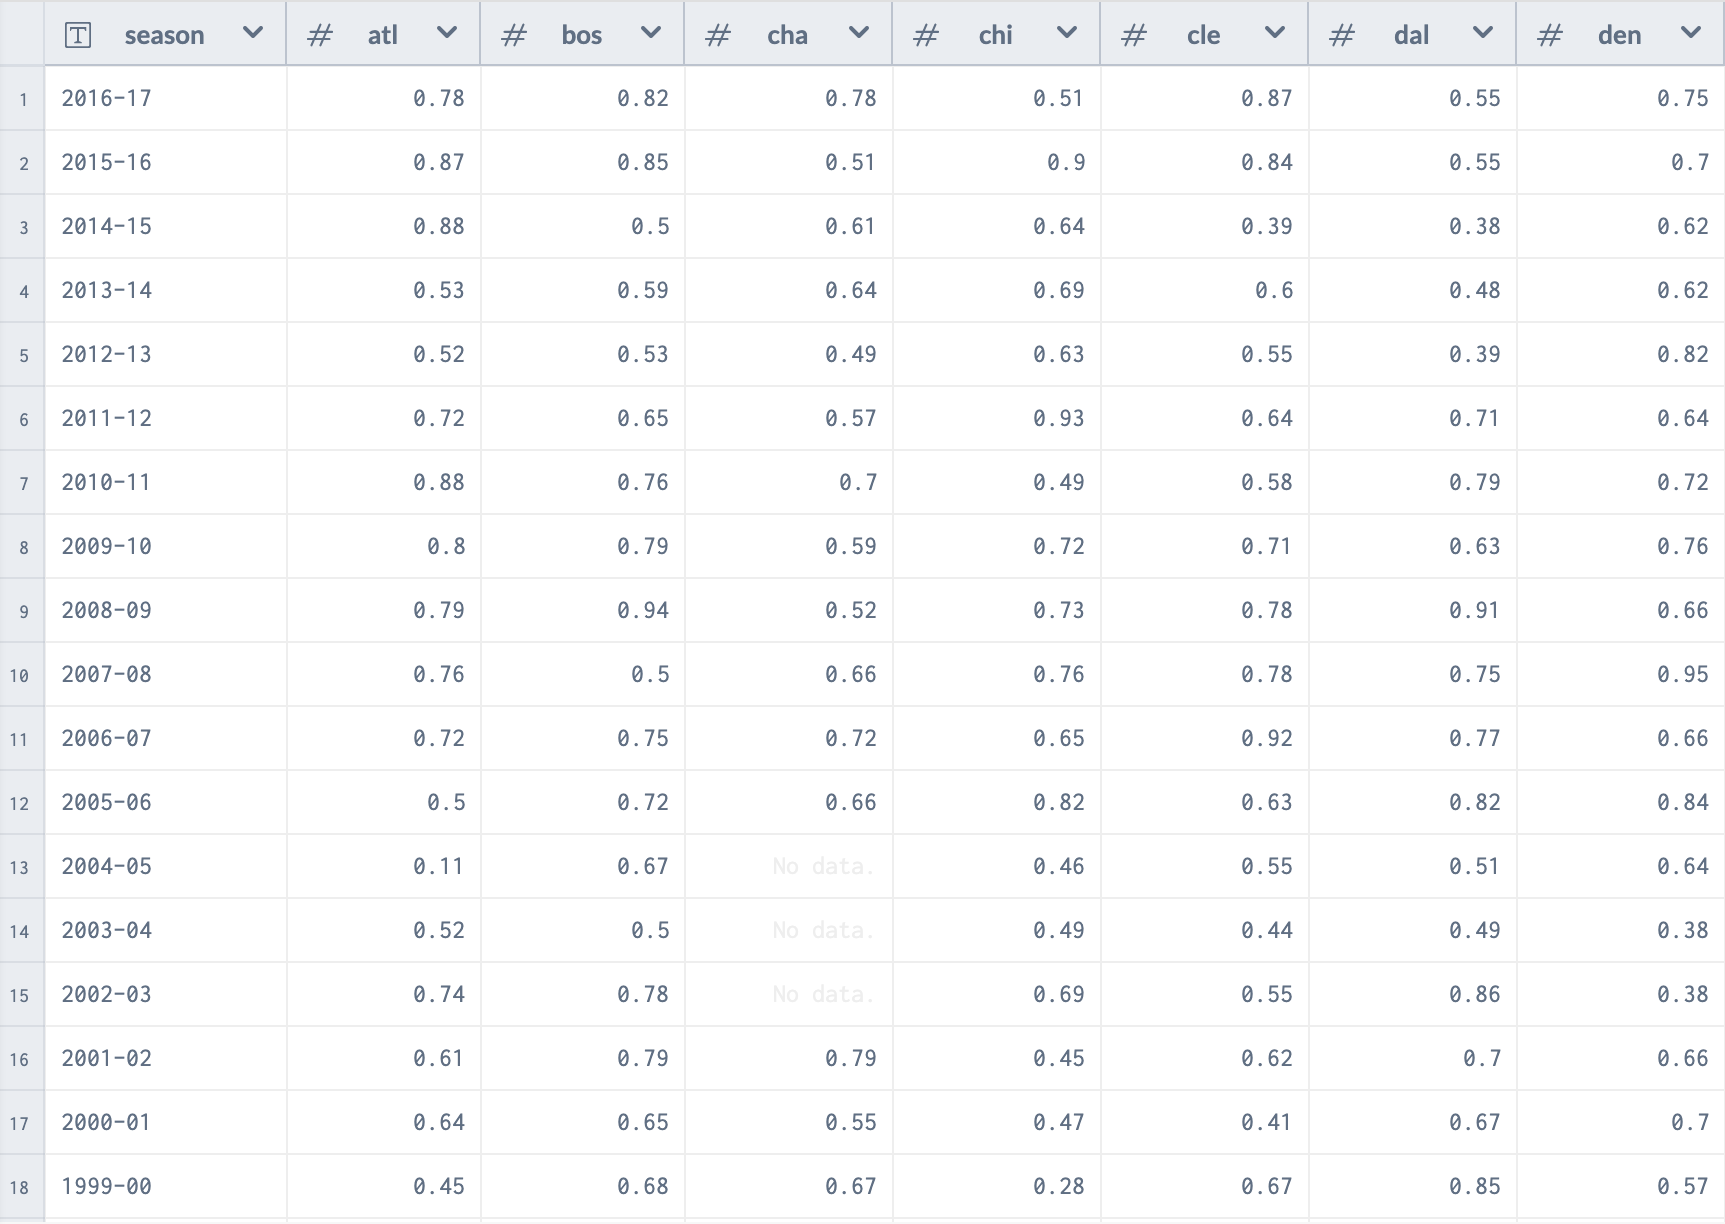 season atl bos cha chi cle dal den
1 2016-17 0.78 0.82 0.78 0.51 0.87 0.55 0.75
2 2015-16 0.87 0.85 0.51 0.9 0.84 0.55 0.7
3 2014-15 0.88 0.5 0.61 0.64 0.39 0.38 0.62
4 2013-14 0.53 0.59 0.64 0.69 0.6 0.48 0.62
5 2012-13 0.52 0.53 0.49 0.63 0.55 0.39 0.82
6 2011-12 0.72 0.65 0.57 0.93 0.64 0.71 0.64
7 2010-11 0.88 0.76 0.7 0.49 0.58 0.79 0.72
8 2009-10 0.8 0.79 0.59 0.72 0.71 0.63 0.76
9 2008-09 0.79 0.94 0.52 0.73 0.78 0.91 0.66
10 2007-08 0.76 0.5 0.66 0.76 0.78 0.75 0.95
11 2006-07 0.72 0.75 0.72 0.65 0.92 0.77 0.66
12 2005-06 0.5 0.72 0.66 0.82 0.63 0.82 0.84
13 2004-05 0.11 0.67 No data. 0.46 0.55 0.51 0.64
14 2003-04 0.52 0.5 No data. 0.49 0.44 0.49 0.38
15 2002-03 0.74 0.78 No data. 0.69 0.55 0.86 0.38
16 2001-02 0.61 0.79 0.79 0.45 0.62 0.7 0.66
17 2000-01 0.64 0.65 0.55 0.47 0.41 0.67 0.7
18 1999-00 0.45 0.68 0.67 0.28 0.67 0.85 0.57